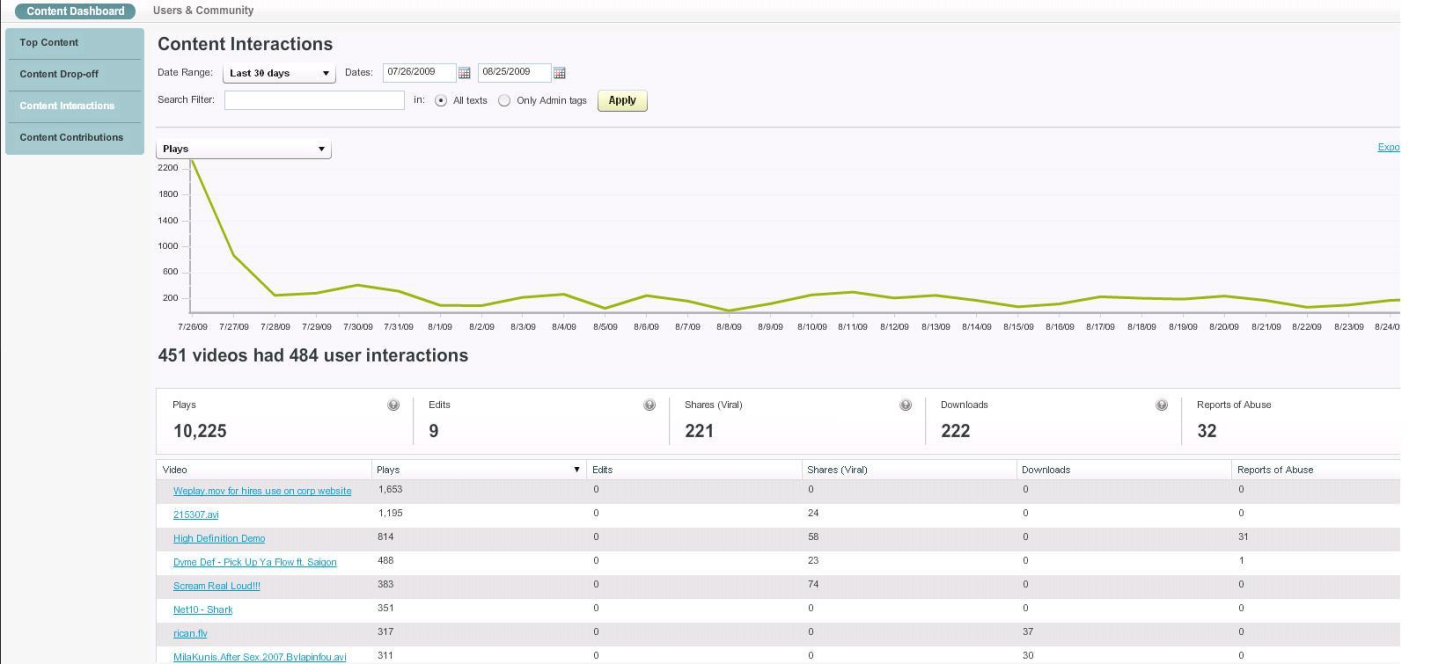 Content Dashboard Users & Community
Top Content
Content Drop-off
Content Interactions
Content Contributions
Content Interactions
Date Range: Last 30 days Dates: 07/26/2009 08/25/2009
Search Filter: in: All texts Only Admin tags Apply
Plays Expo
2200
1800
1400
1000
600
200
7/26/09 7/27/09 7/28/09 7/29/09 7/30/09 7/31/09 8/1/09 8/2/09 8/3/09 8/4/09 8/5/09 8/6/09 8/7/09 8/8/09 8/9/09 8/10/09 8/11/09 8/12/09 8/13/09 8/14/09 8/15/09 8/16/09 8/17/09 8/18/09 8/19/09 8/20/09 8/21/09 8/22/09 8/23/09 8/24/0
451 videos had 484 user interactions
Plays ? Edits ? Shares (Viral) ? Downloads ? Reports of Abuse
10,225 9 221 222 32
Video Plays Edits Shares (Viral) Downloads Reports of Abuse
Weplay.mov for hires use on corp website 1,653 0 0 0 0
215307.avi 1,195 0 24 0 0
High Definition Demo 814 0 58 0 31
Dyme Def - Pick Up Ya Flow ft. Saigon 488 0 23 0 1
Scream Real Loud!!! 383 0 74 0 0
Net10 - Shark 351 0 0 0 0
rican.flv 317 0 0 37 0
MilaKunis.After Sex.2007.Bylapinfou.avi 311 0 0 30 0